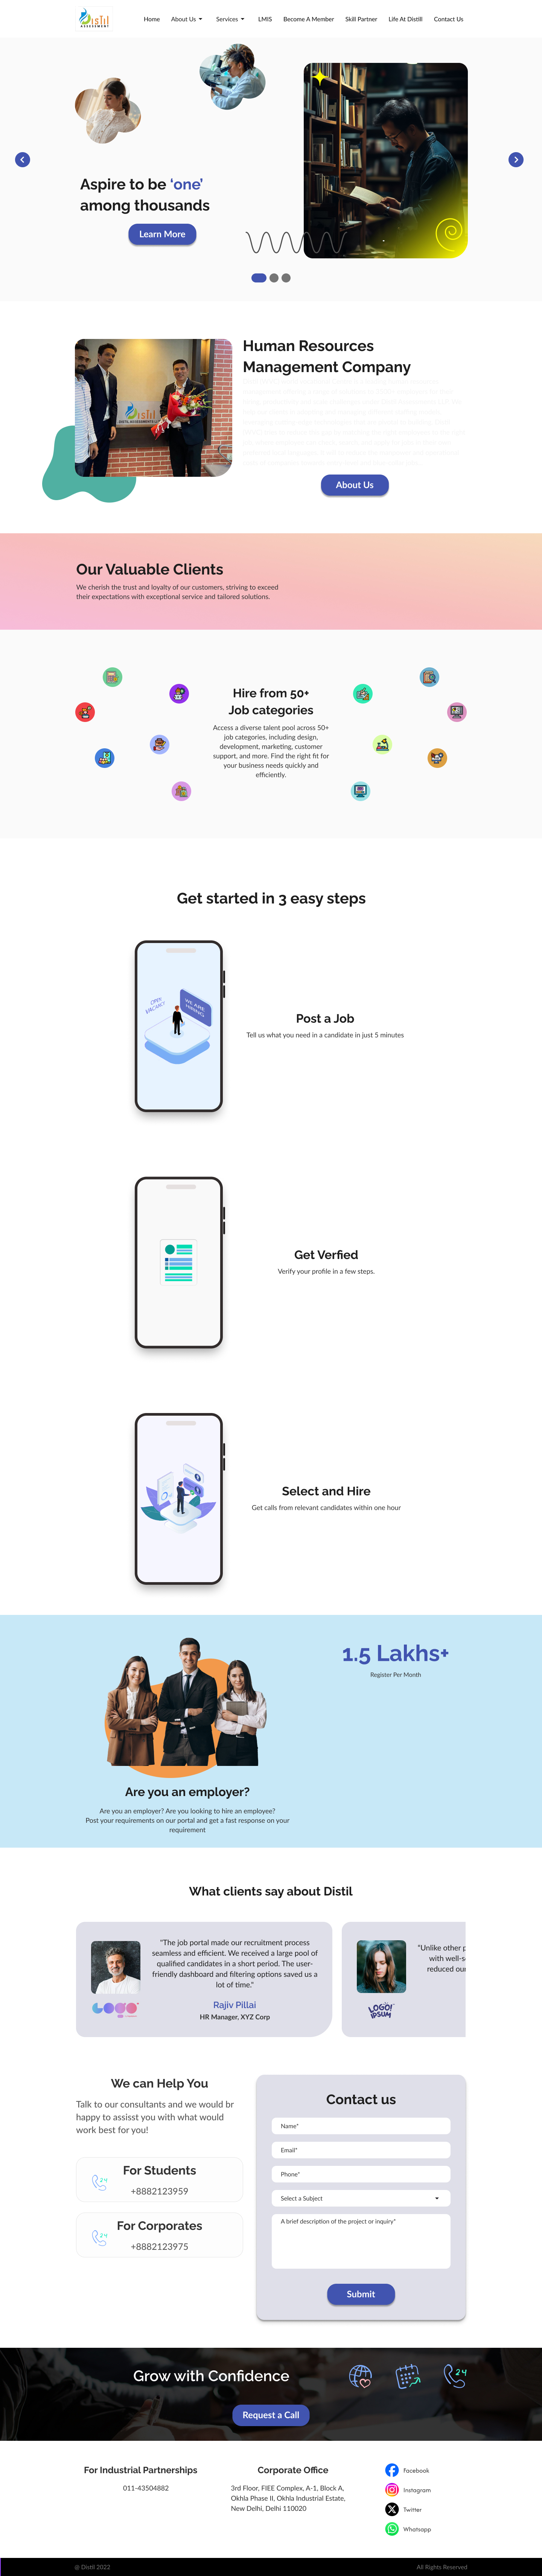 Distil
ASSESSMENT
Home
About Us
Services
LMIS
Become A Member
Skill Partner
Life At Distill
Contact Us
Aspire to be ‘one’
among thousands
Learn More
Human Resources
Management Company
About Us
Our Valuable Clients
We cherish the trust and loyalty of our customers, striving to exceed
their expectations with exceptional service and tailored solutions.
Hire from 50+
Job categories
Access a diverse talent pool across 50+
job categories, including design,
development, marketing, customer
support, and more. Find the right fit for
your business needs quickly and
efficiently.
Get started in 3 easy steps
OPEN
VACANCY
WE ARE
HIRING
Post a Job
Tell us what you need in a candidate in just 5 minutes
Get Verfied
Verify your profile in a few steps.
Select and Hire
Get calls from relevant candidates within one hour
1.5 Lakhs+
Register Per Month
Are you an employer?
Are you an employer? Are you looking to hire an employee?
Post your requirements on our portal and get a fast response on your
requirement
What clients say about Distil
"The job portal made our recruitment process
seamless and efficient. We received a large pool of
qualified candidates in a short period. The user-
friendly dashboard and filtering options saved us a
lot of time."
Rajiv Pillai
HR Manager, XYZ Corp
"Unlike other p
with well-s
reduced our
LOGO!
IPSUM
We can Help You
Talk to our consultants and we would br
happy to assisst you with what would
work best for you!
24
For Students
+8882123959
24
For Corporates
+8882123975
Contact us
Name*
Email*
Phone*
Select a Subject
A brief description of the project or inquiry*
Submit
Grow with Confidence
24
Request a Call
For Industrial Partnerships
011-43504882
Corporate Office
3rd Floor, FIEE Complex, A-1, Block A,
Okhla Phase II, Okhla Industrial Estate,
New Delhi, Delhi 110020
Facebook
Instagram
Twitter
Whatsapp
@ Distl 2022
All Rights Reserved